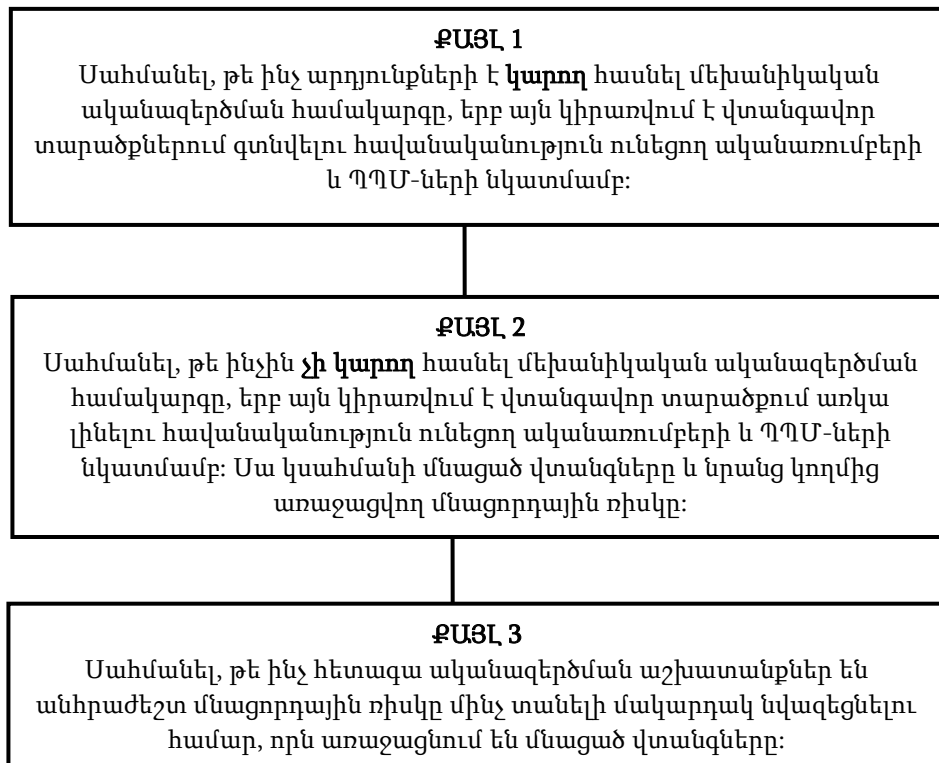 ՔԱՅԼ 1
Սահմանել, թե ինչ արդյունքների է կարող հասնել մեխանիկական
ականազերծման համակարգը, երբ այն կիրառվում է վտանգավոր
տարածքներում գտնվելու հավանականություն ունեցող ականառումբերի
և ՊՊՄ-ների նկատմամբ:
ՔԱՅԼ 2
Սահմանել, թե ինչին չի կարող հասնել մեխանիկական ականազերծման
համակարգը, երբ այն կիրառվում է վտանգավոր տարածքում առկա
լինելու հավանականություն ունեցող ականառումբերի և ՊՊՄ-ների
նկատմամբ: Սա կսահմանի մնացած վտանգները և նրանց կողմից
առաջացվող մնացորդային ռիսկը:
ՔԱՅԼ 3
Սահմանել, թե ինչ հետագա ականազերծման աշխատանքներ են
անհրաժեշտ մնացորդային ռիսկը մինչ տանելի մակարդակ նվազեցնելու
համար, որն առաջացնում են մնացած վտանգները: